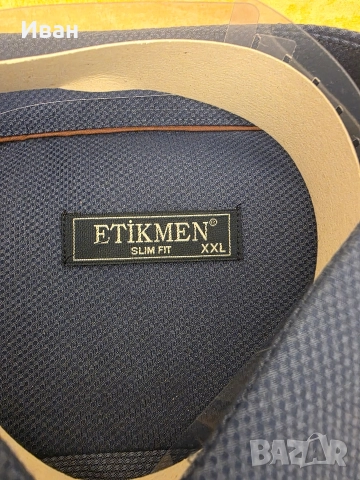 Иван
ETİKMEN®
SLIM FIT XXL
BAZAR